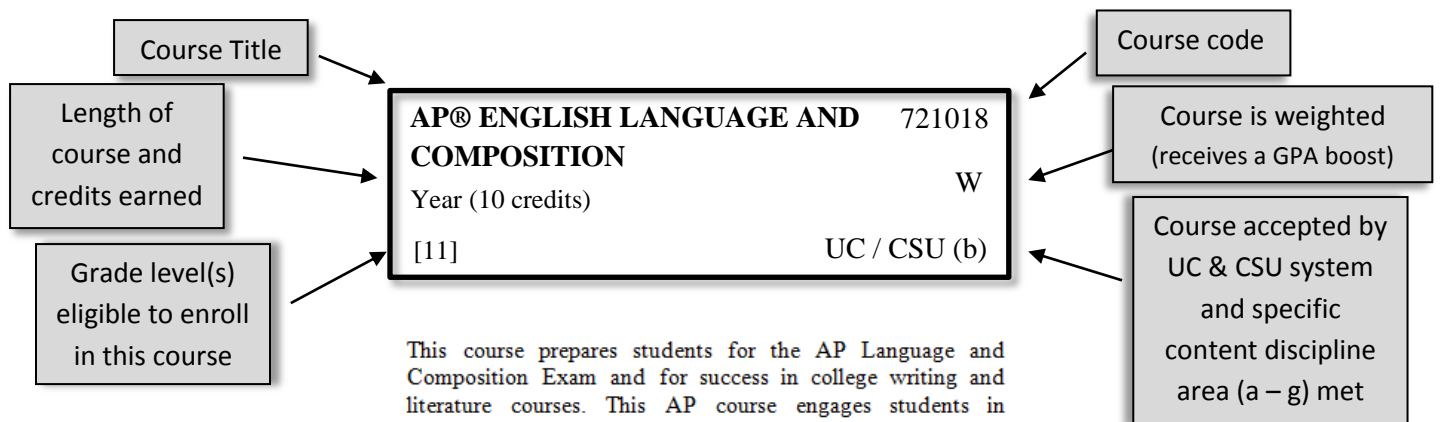 Course Title
Length of
course and
credits earned
Grade level(s)
eligible to enroll
in this course
AP® ENGLISH LANGUAGE AND 721018
COMPOSITION
W
Year (10 credits)
[11] UC / CSU (b)
This course prepares students for the AP Language and
Composition Exam and for success in college writing and
literature courses. This AP course engages students in
Course code
Course is weighted
(receives a GPA boost)
Course accepted by
UC & CSU system
and specific
content discipline
area (a – g) met